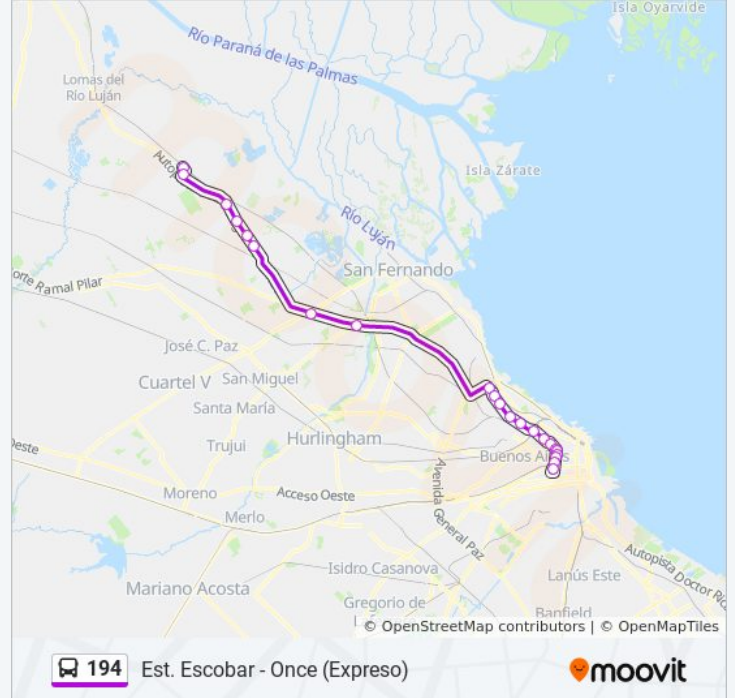 Isla Oyarvide
Río Paraná de las Palmas
Lomas del
Río Luján
Autop
Isla Zárate
Río Luján
San Fernando
orte Ramal Pilar
José C. Paz
Cuartel V
San Miguel
Santa María
Trujui
Hurlingham
Buenos Aires
este
Moreno
Acceso Oeste
Avenida General Paz
Merlo
Autopista Doctor Ric
Isidro Casanova
Lanús Este
Mariano Acosta
Gregorio de
Banfield
© OpenStreetMap contributors | © OpenMapTiles
194
Est. Escobar - Once (Expreso)
moovit